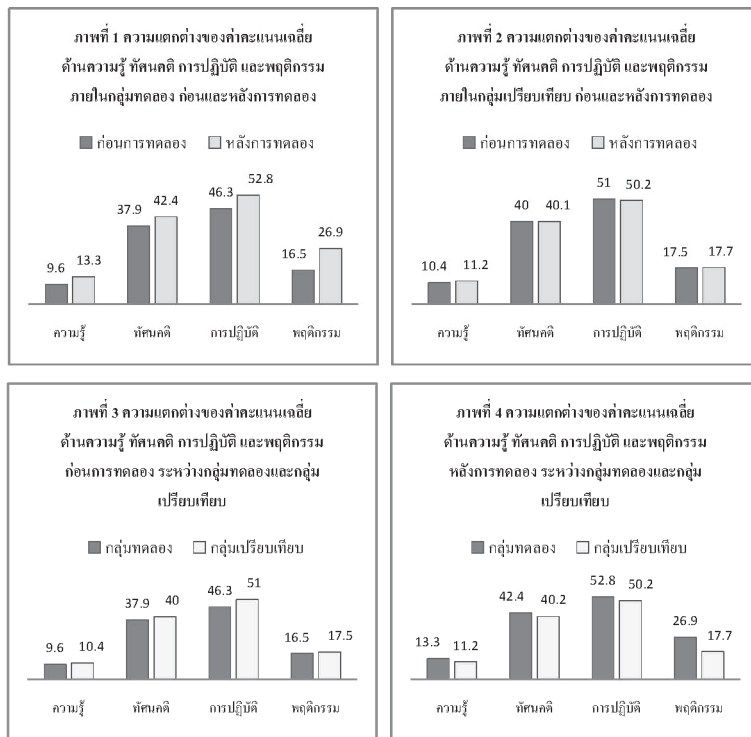 ภาพที่ 1 ความแตกต่างของค่าคะแนนเฉลี่ย
ด้านความรู้ ทัศนคติ การปฏิบัติ และพฤติกรรม
ภายในกลุ่มทดลอง ก่อนและหลังการทดลอง
ก่อนการทดลอง หลังการทดลอง
9.6 13.3 37.9 42.4 46.3 52.8 16.5 26.9
ความรู้ ทัศนคติ การปฏิบัติ พฤติกรรม
ภาพที่ 2 ความแตกต่างของค่าคะแนนเฉลี่ย
ด้านความรู้ ทัศนคติ การปฏิบัติ และพฤติกรรม
ภายในกลุ่มเปรียบเทียบ ก่อนและหลังการทดลอง
ก่อนการทดลอง หลังการทดลอง
10.4 11.2 40 40.1 51 50.2 17.5 17.7
ความรู้ ทัศนคติ การปฏิบัติ พฤติกรรม
ภาพที่ 3 ความแตกต่างของค่าคะแนนเฉลี่ย
ด้านความรู้ ทัศนคติ การปฏิบัติ และพฤติกรรม
ก่อนการทดลอง ระหว่างกลุ่มทดลองและกลุ่ม
เปรียบเทียบ
กลุ่มทดลอง กลุ่มเปรียบเทียบ
9.6 10.4 37.9 40 46.3 51 16.5 17.5
ความรู้ ทัศนคติ การปฏิบัติ พฤติกรรม
ภาพที่ 4 ความแตกต่างของค่าคะแนนเฉลี่ย
ด้านความรู้ ทัศนคติ การปฏิบัติ และพฤติกรรม
หลังการทดลอง ระหว่างกลุ่มทดลองและกลุ่ม
เปรียบเทียบ
กลุ่มทดลอง กลุ่มเปรียบเทียบ
13.3 11.2 42.4 40.2 52.8 50.2 26.9 17.7
ความรู้ ทัศนคติ การปฏิบัติ พฤติกรรม